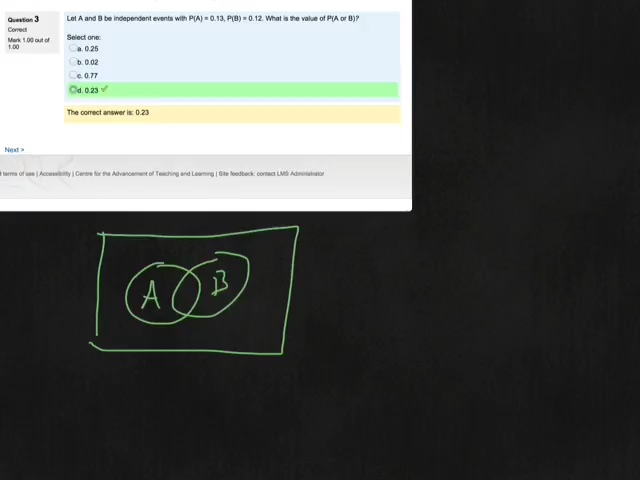 Question 3
Correct
Mark 1.00 out of
1.00
Let A and B be independent events with P(A) = 0.13, P(B) = 0.12. What is the value of P(A or B)?
Select one:
a. 0.25
b. 0.02
c. 0.77
d. 0.23 ✓
The correct answer is: 0.23
Next >
terms of use | Accessibility | Centre for the Advancement of Teaching and Learning | Site feedback: contact LMS Administrator
A B